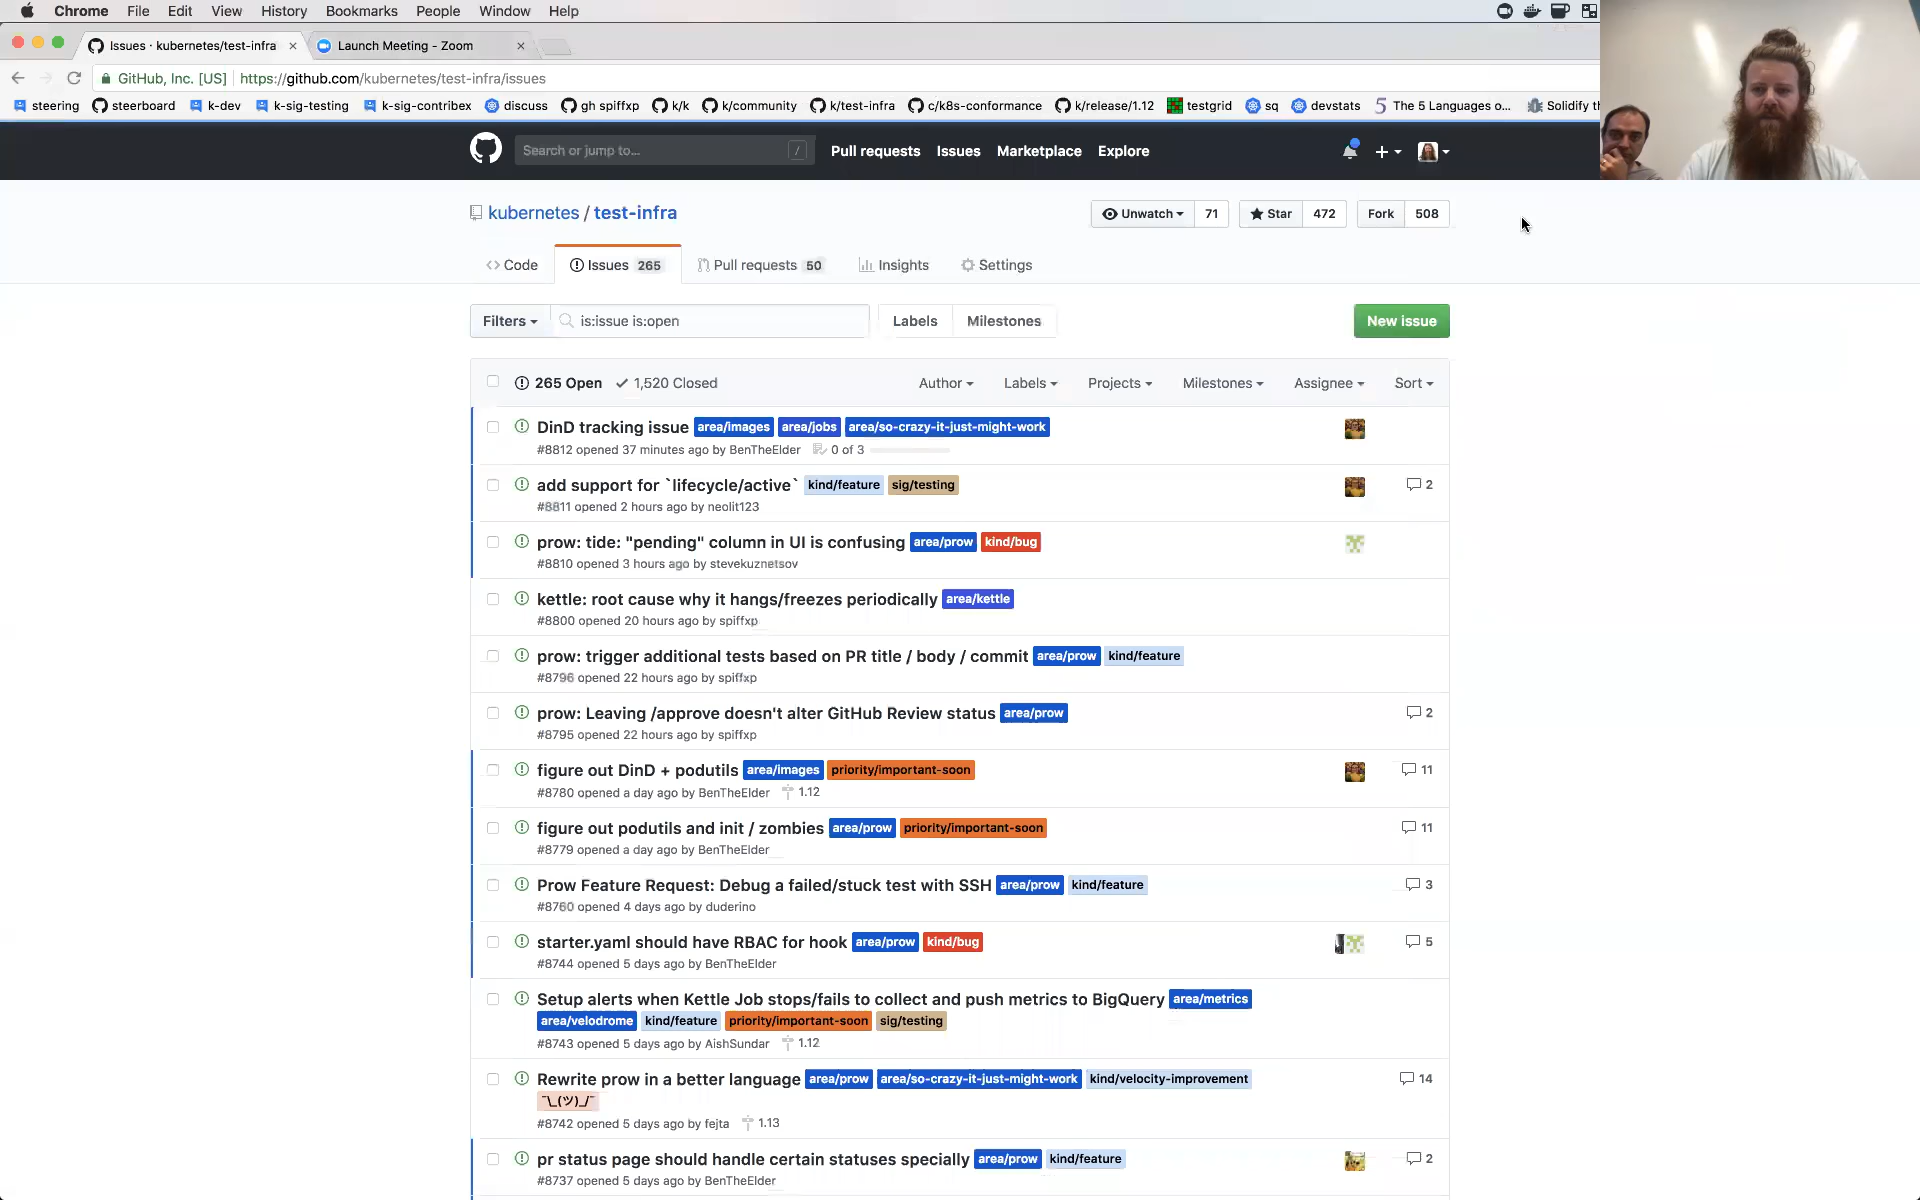 Chrome File Edit View History Bookmarks People Window Help
Issues · kubernetes/test-infra × Launch Meeting - Zoom ×
GitHub, Inc. [US] https://github.com/kubernetes/test-infra/issues
steering steerboard k-dev k-sig-testing k-sig-contribex discuss gh spiffxp k/k k/community k/test-infra c/k8s-conformance k/release/1.12 testgrid sq devstats The 5 Languages o... Solidify th
Search or jump to... / Pull requests Issues Marketplace Explore
kubernetes / test-infra Unwatch 71 Star 472 Fork 508
Code Issues 265 Pull requests 50 Insights Settings
Filters is:issue is:open Labels Milestones New issue
265 Open 1,520 Closed Author Labels Projects Milestones Assignee Sort
DinD tracking issue area/images area/jobs area/so-crazy-it-just-might-work
#8812 opened 37 minutes ago by BenTheElder 0 of 3
add support for `lifecycle/active` kind/feature sig/testing 2
#8811 opened 2 hours ago by neolit123
prow: tide: "pending" column in UI is confusing area/prow kind/bug
#8810 opened 3 hours ago by stevekuznetsov
kettle: root cause why it hangs/freezes periodically area/kettle
#8800 opened 20 hours ago by spiffxp
prow: trigger additional tests based on PR title / body / commit area/prow kind/feature
#8796 opened 22 hours ago by spiffxp
prow: Leaving /approve doesn't alter GitHub Review status area/prow 2
#8795 opened 22 hours ago by spiffxp
figure out DinD + podutils area/images priority/important-soon 11
#8780 opened a day ago by BenTheElder 1.12
figure out podutils and init / zombies area/prow priority/important-soon 11
#8779 opened a day ago by BenTheElder
Prow Feature Request: Debug a failed/stuck test with SSH area/prow kind/feature 3
#8760 opened 4 days ago by duderino
starter.yaml should have RBAC for hook area/prow kind/bug 5
#8744 opened 5 days ago by BenTheElder
Setup alerts when Kettle Job stops/fails to collect and push metrics to BigQuery area/metrics
area/velodrome kind/feature priority/important-soon sig/testing
#8743 opened 5 days ago by AishSundar 1.12
Rewrite prow in a better language area/prow area/so-crazy-it-just-might-work kind/velocity-improvement 14
¯\_(ツ)_/¯
#8742 opened 5 days ago by fejta 1.13
pr status page should handle certain statuses specially area/prow kind/feature 2
#8737 opened 5 days ago by BenTheElder